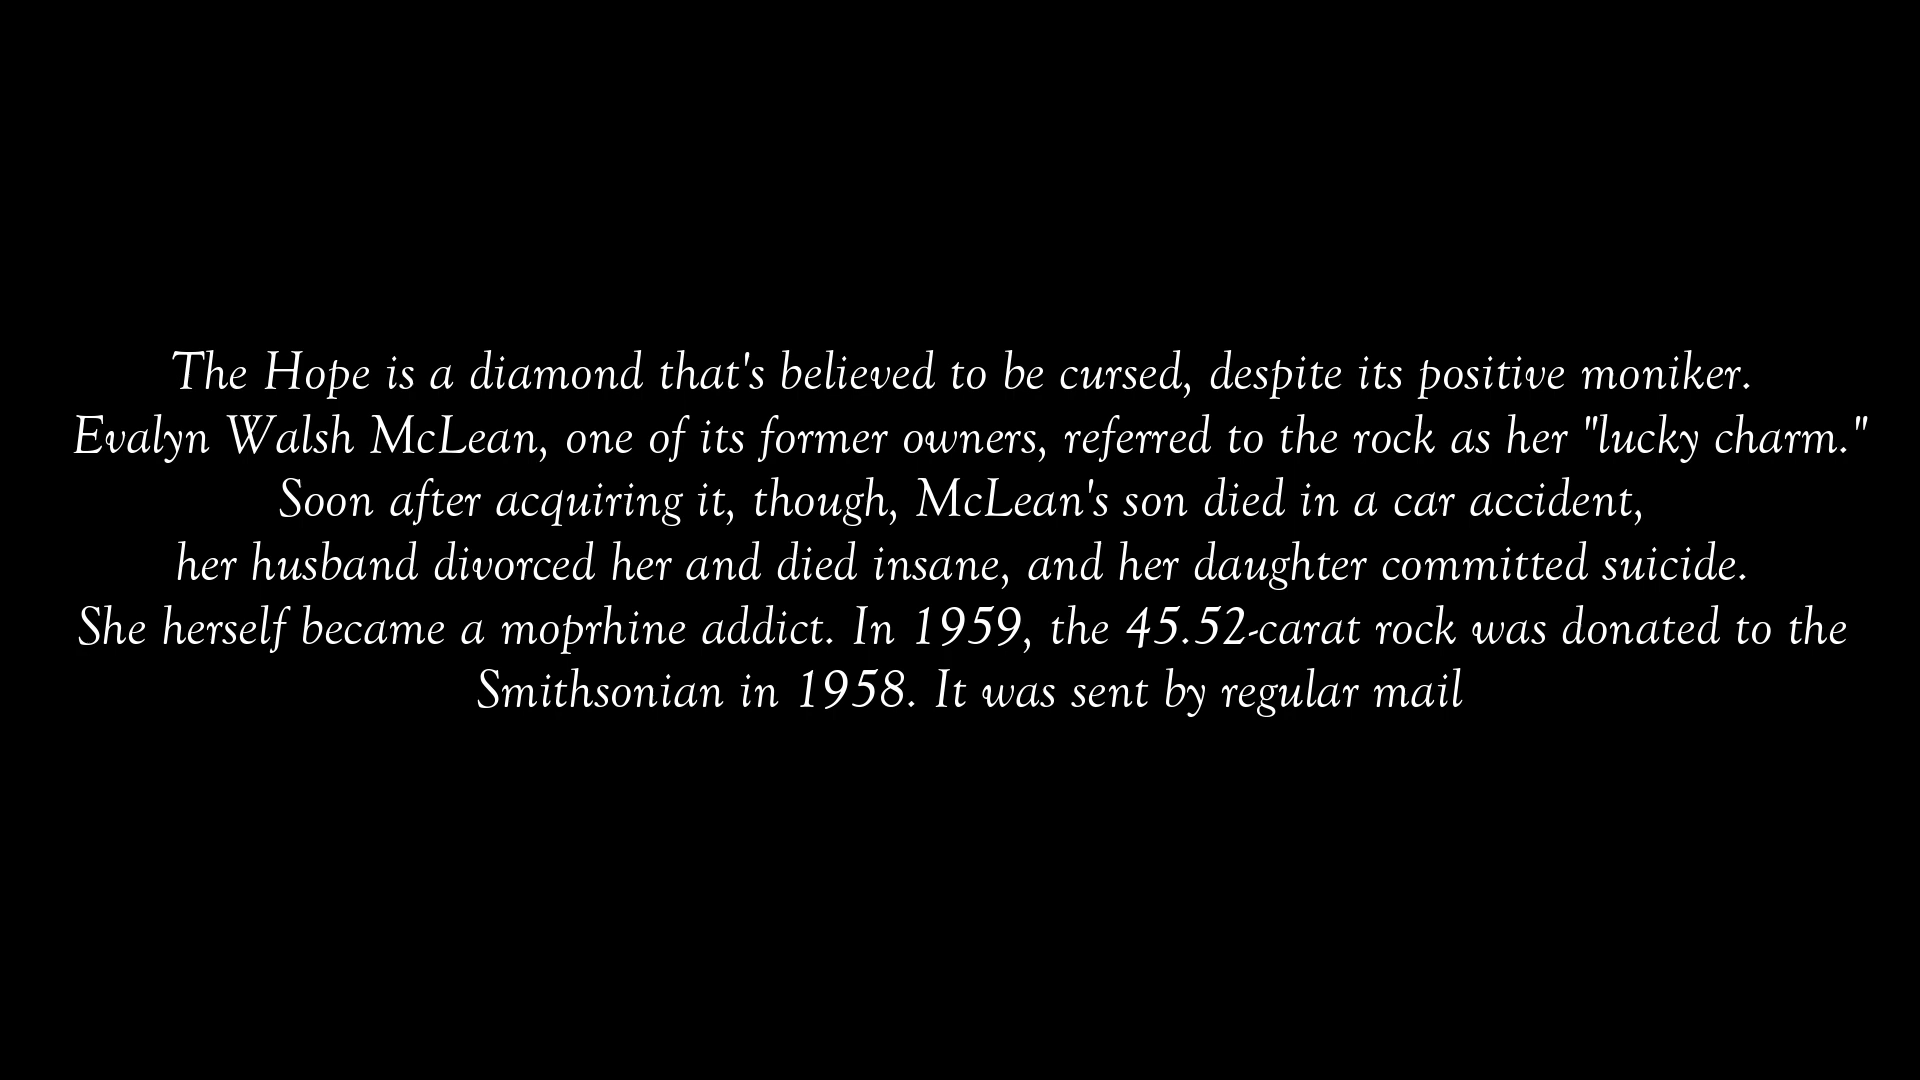 The Hope is a diamond that's believed to be cursed, despite its positive moniker.
Evalyn Walsh McLean, one of its former owners, referred to the rock as her "lucky charm."
Soon after acquiring it, though, McLean's son died in a car accident,
her husband divorced her and died insane, and her daughter committed suicide.
She herself became a moprhine addict. In 1959, the 45.52-carat rock was donated to the
Smithsonian in 1958. It was sent by regular mail